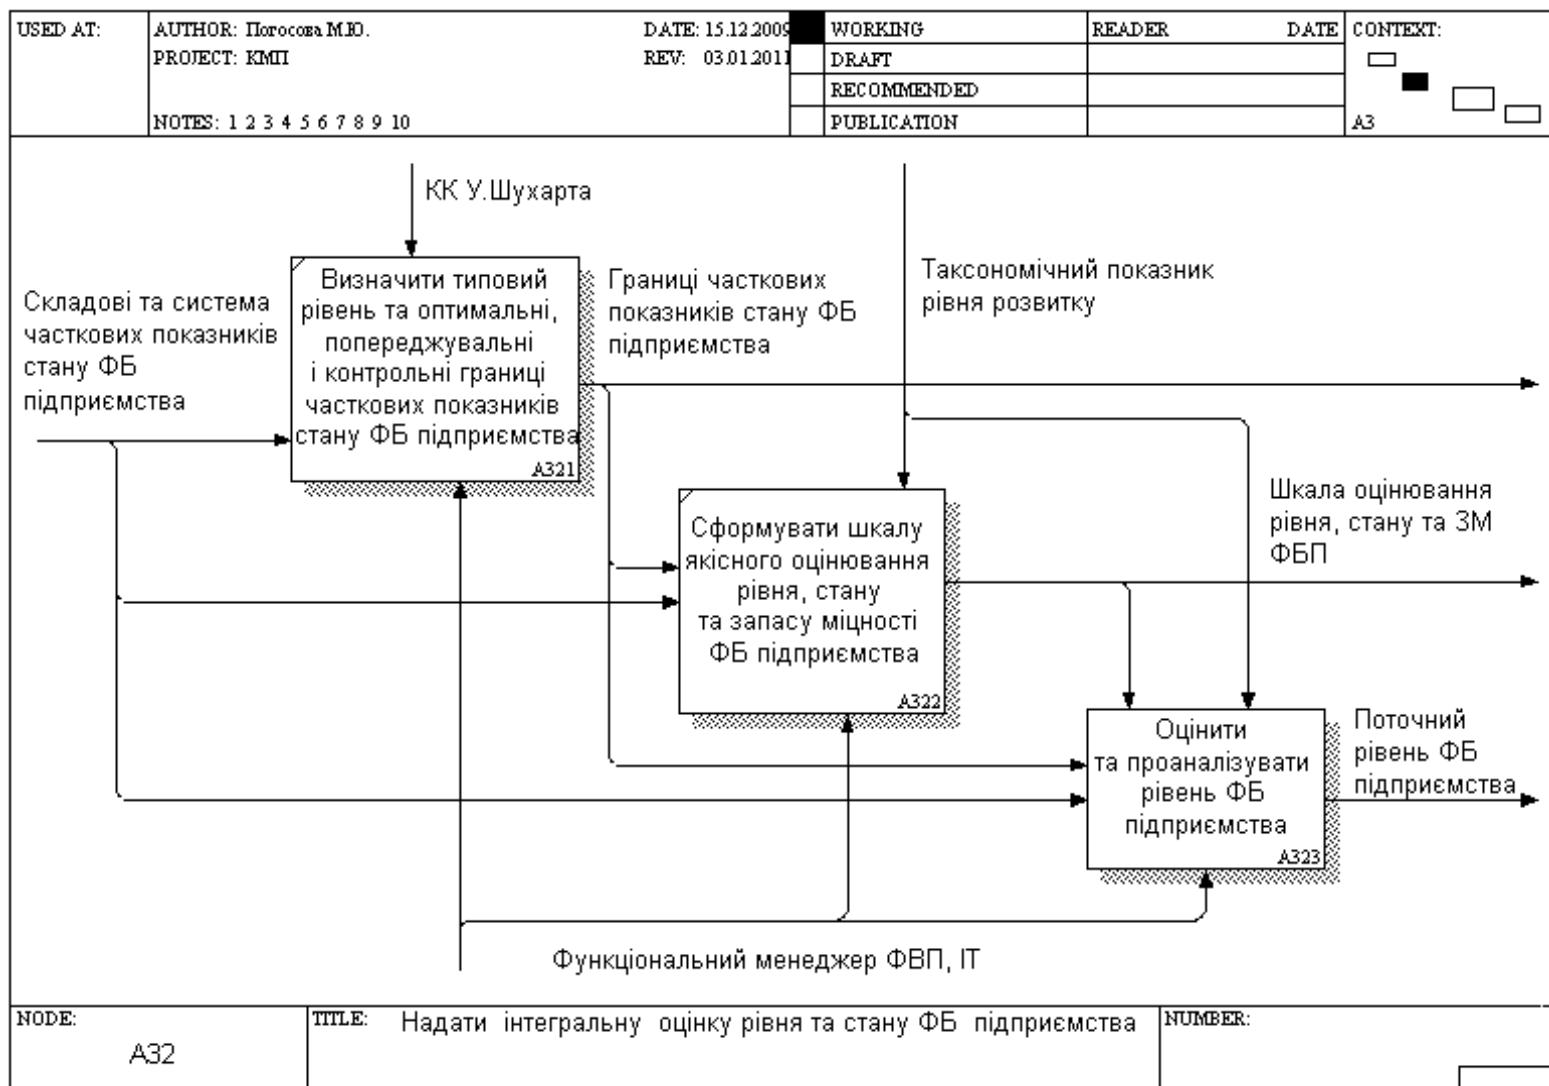 USED AT:
AUTHOR: Погосова М.Ю.
DATE: 15.12.2009
PROJECT: КМП
REV: 03.01.2011
NOTES: 1 2 3 4 5 6 7 8 9 10
WORKING
DRAFT
RECOMMENDED
PUBLICATION
READER
DATE
CONTEXT:
A3
КК У.Шухарта
Складові та система
часткових показників
стану ФБ
підприємства
Визначити типовий
рівень та оптимальні,
попереджувальні
і контрольні границі
часткових показників
стану ФБ підприємства
A321
Границі часткових
показників стану ФБ
підприємства
Таксономічний показник
рівня розвитку
Сформувати шкалу
якісного оцінювання
рівня, стану
та запасу міцності
ФБ підприємства
A322
Шкала оцінювання
рівня, стану та ЗМ
ФБП
Оцінити
та проаналізувати
рівень ФБ
підприємства
A323
Поточний
рівень ФБ
підприємства
Функціональний менеджер ФВП, ІТ
NODE:
А32
TITLE:
Надати інтегральну оцінку рівня та стану ФБ підприємства
NUMBER: